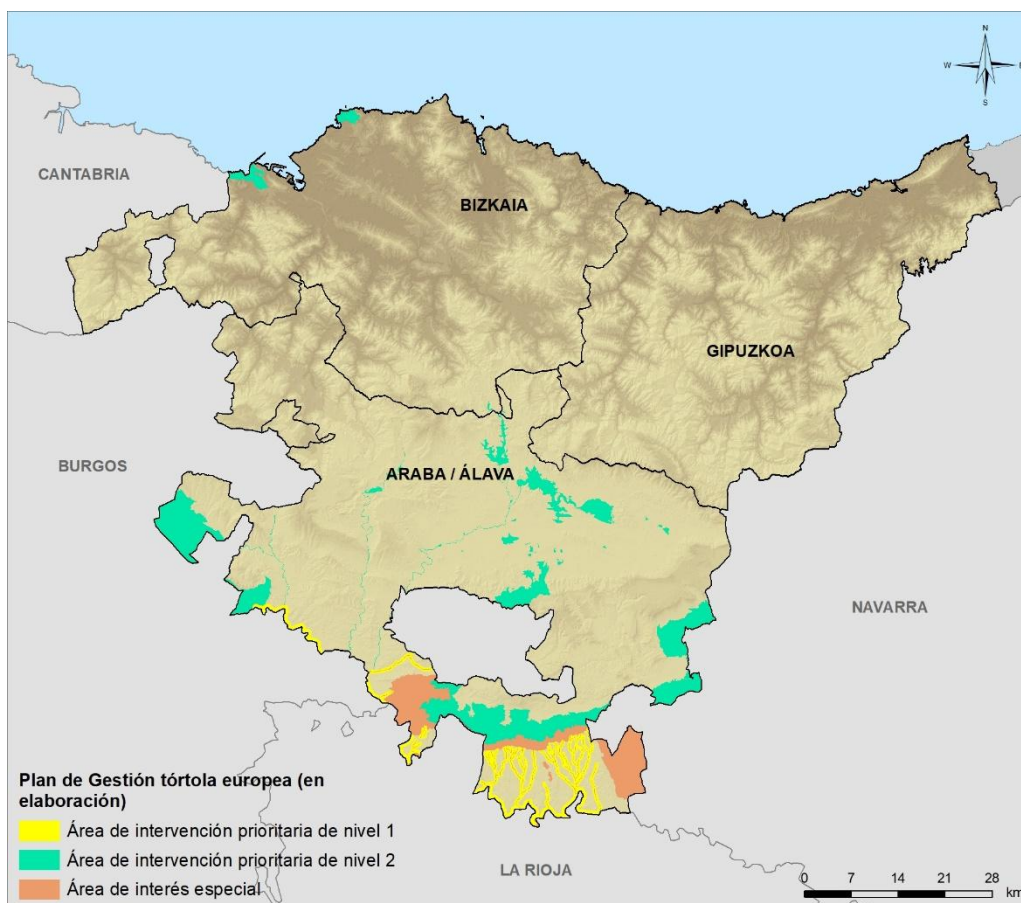 N
W
E
S
CANTABRIA
BIZKAIA
GIPUZKOA
BURGOS
ARABA / ÁLAVA
NAVARRA
Plan de Gestión tórtola europea (en
elaboración)
Área de intervención prioritaria de nivel 1
Área de intervención prioritaria de nivel 2
Área de interés especial
LA RIOJA
0 7 14 21 28
km